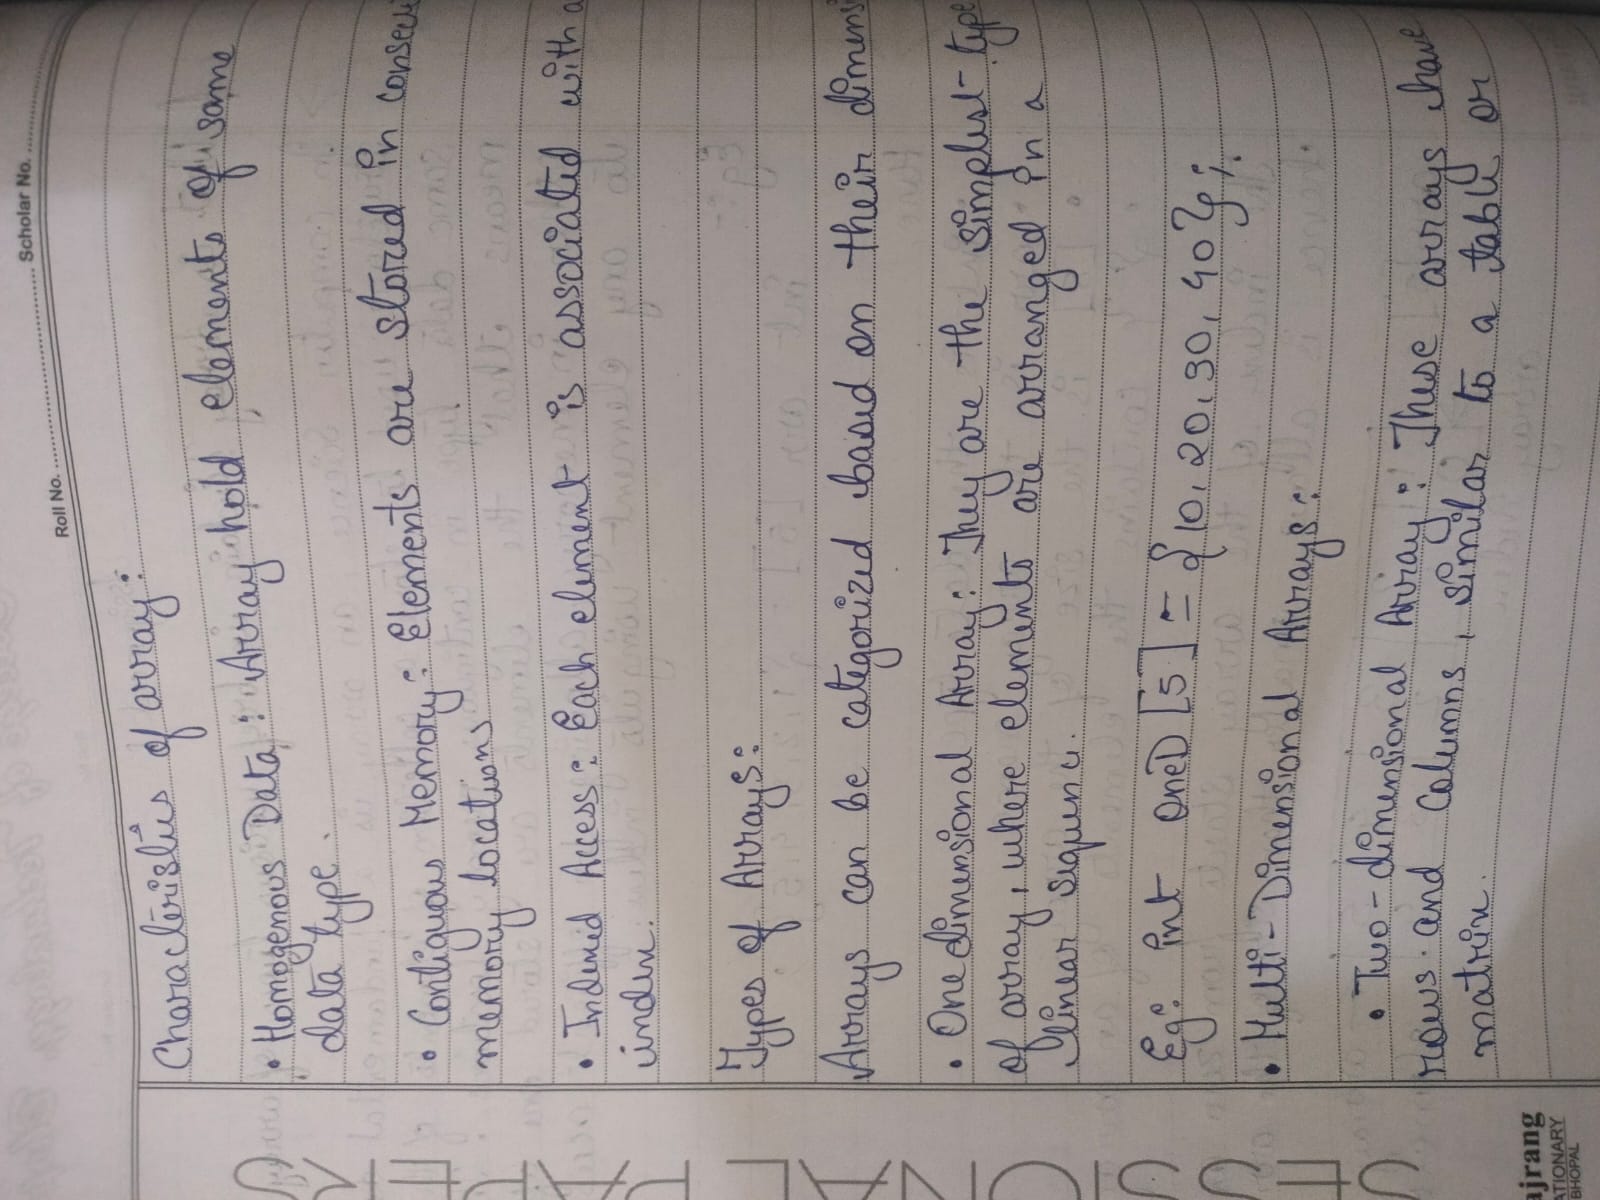 Scholar No. ....................
Roll No. ....................
Characteristics of array:
• Homogenous Data : Array hold elements of same
data type.
• Contiguous Memory: Elements are stored in consecu
memory locations
• Indexed Access: Each element is associated with a
index.
Types of Arrays:
Arrays can be categorized based on their dimens
• One dimensional Array: They are the simplest type
of array, where elements are arranged in a
linear sequence.
Eg: int oneD [5] = {10, 20, 30, 40};
• Multi-Dimensional Arrays:
• Two-dimensional Array: These arrays have
rows and columns, similar to a table or
matrix.
SESSIONAL PAPERS
ajrang
ATIONARY
BHOPAL